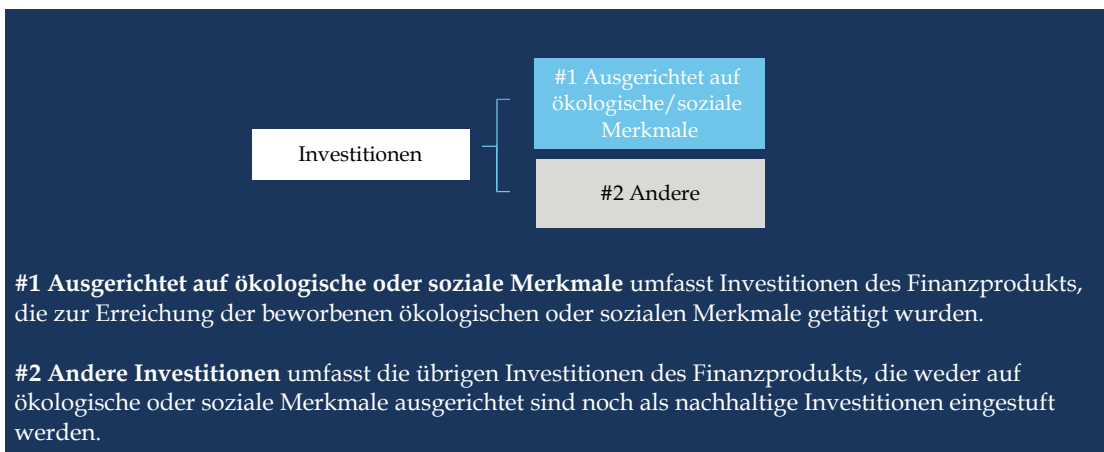 #1 Ausgerichtet auf
ökologische/soziale
Merkmale
Investitionen
#2 Andere
#1 Ausgerichtet auf ökologische oder soziale Merkmale umfasst Investitionen des Finanzprodukts,
die zur Erreichung der beworbenen ökologischen oder sozialen Merkmale getätigt wurden.
#2 Andere Investitionen umfasst die übrigen Investitionen des Finanzprodukts, die weder auf
ökologische oder soziale Merkmale ausgerichtet sind noch als nachhaltige Investitionen eingestuft
werden.